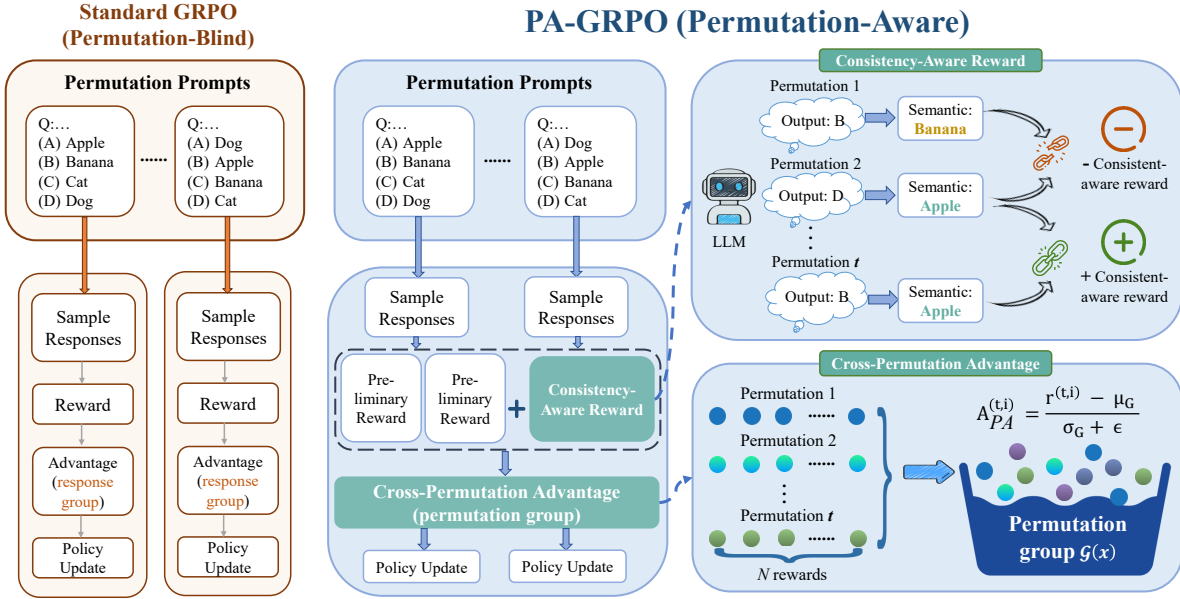 Standard GRPO
(Permutation-Blind)
Permutation Prompts
Q:...
(A) Apple
(B) Banana
(C) Cat
(D) Dog
......
Q:...
(A) Dog
(B) Apple
(C) Banana
(D) Cat
Sample
Responses
Reward
Advantage
(response
group)
Policy
Update
Sample
Responses
Reward
Advantage
(response
group)
Policy
Update
PA-GRPO (Permutation-Aware)
Permutation Prompts
Q:...
(A) Apple
(B) Banana
(C) Cat
(D) Dog
......
Q:...
(A) Dog
(B) Apple
(C) Banana
(D) Cat
Sample
Responses
Sample
Responses
Pre-
liminary
Reward
Pre-
liminary
Reward
+
Consistency-
Aware Reward
Cross-Permutation Advantage
(permutation group)
Policy Update
Policy Update
Consistency-Aware Reward
LLM
Permutation 1
Output: B
Semantic:
Banana
Permutation 2
Output: D
Semantic:
Apple
Permutation t
Output: B
Semantic:
Apple
- Consistent-
aware reward
+ Consistent-
aware reward
Cross-Permutation Advantage
Permutation 1
......
Permutation 2
......
Permutation t
......
N rewards
A_{PA}^{(t,i)} = \frac{r^{(t,i)} − μ_G}{σ_G + ϵ}
Permutation
group 𝒢(x)